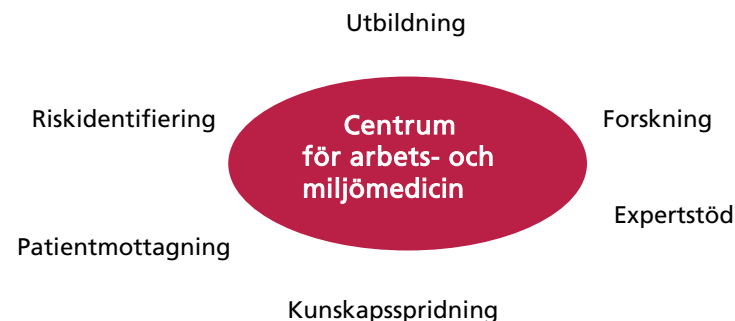 Utbildning
Riskidentifiering
Centrum
för arbets- och
miljömedicin
Forskning
Expertstöd
Patientmottagning
Kunskapsspridning